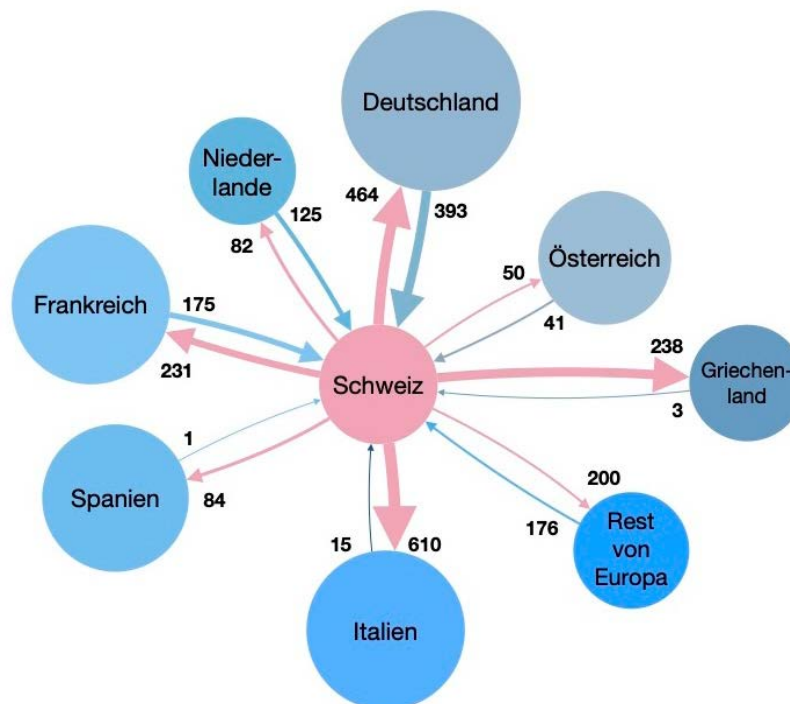 Deutschland
Nieder-
lande
464
393
125
82
Österreich
50
41
Frankreich
175
231
Schweiz
238
Griechen-
land
3
1
Spanien
84
200
176
Rest
von
Europa
15
610
Italien